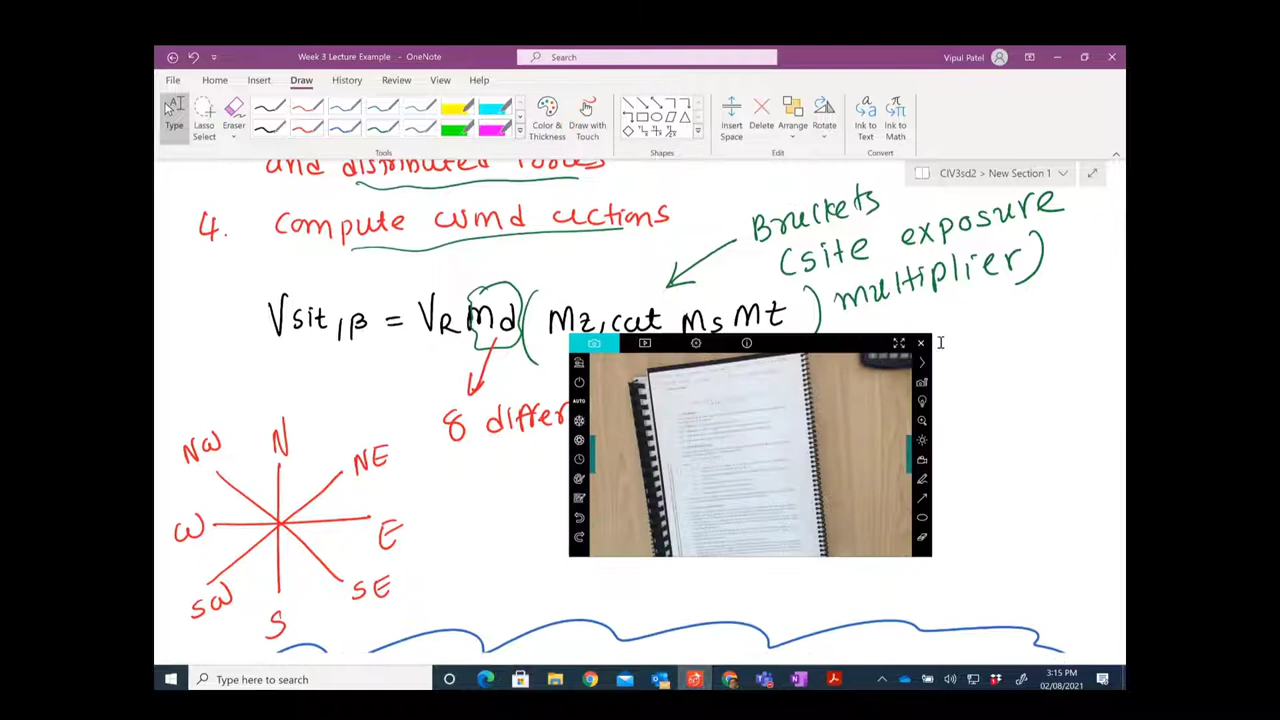 Week 3 Lecture Example - OneNote
Search
Vipul Patel
File Home Insert Draw History Review View Help
Type
Lasso Select
Eraser
Color & Thickness
Draw with Touch
Insert Space
Delete
Arrange
Rotate
Ink to Text
Ink to Math
Tools
Shapes
Edit
Convert
CIV3sd2 > New Section 1
and distributed
4. Compute wind actions
Brackets
(site exposure
multiplier)
Vsit,β = VR Md ( Mz,cat Ms Mt )
AUTO
8 differ
N
NW
NE
W
E
SW
SE
S
Type here to search
3:15 PM
02/08/2021